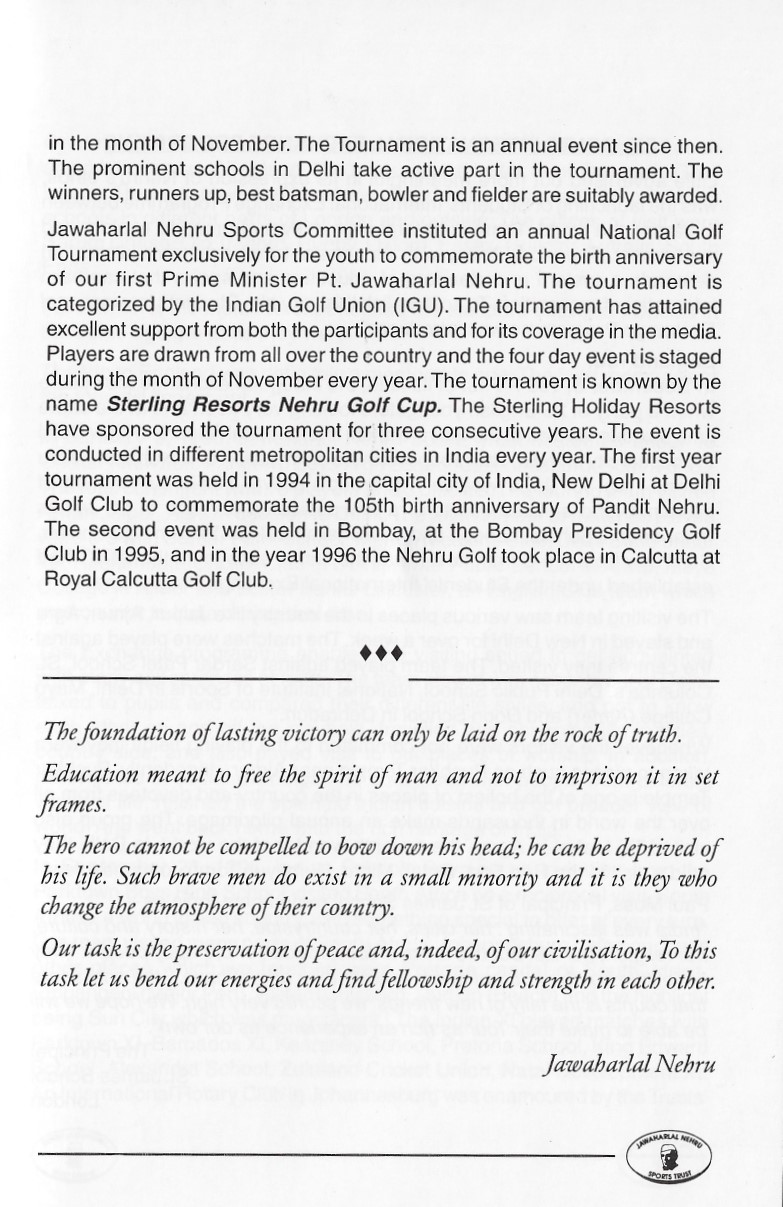 in the month of November. The Tournament is an annual event since then.
The prominent schools in Delhi take active part in the tournament. The
winners, runners up, best batsman, bowler and fielder are suitably awarded.
Jawaharlal Nehru Sports Committee instituted an annual National Golf
Tournament exclusively for the youth to commemorate the birth anniversary
of our first Prime Minister Pt. Jawaharlal Nehru. The tournament is
categorized by the Indian Golf Union (IGU). The tournament has attained
excellent support from both the participants and for its coverage in the media.
Players are drawn from all over the country and the four day event is staged
during the month of November every year. The tournament is known by the
name Sterling Resorts Nehru Golf Cup. The Sterling Holiday Resorts
have sponsored the tournament for three consecutive years. The event is
conducted in different metropolitan cities in India every year. The first year
tournament was held in 1994 in the capital city of India, New Delhi at Delhi
Golf Club to commemorate the 105th birth anniversary of Pandit Nehru.
The second event was held in Bombay, at the Bombay Presidency Golf
Club in 1995, and in the year 1996 the Nehru Golf took place in Calcutta at
Royal Calcutta Golf Club.
The foundation of lasting victory can only be laid on the rock of truth.
Education meant to free the spirit of man and not to imprison it in set
frames.
The hero cannot be compelled to bow down his head; he can be deprived of
his life. Such brave men do exist in a small minority and it is they who
change the atmosphere of their country.
Our task is the preservation of peace and, indeed, of our civilisation, To this
task let us bend our energies and find fellowship and strength in each other.
Jawaharlal Nehru
JAWAHARLAL NEHRU
SPORTS TRUST